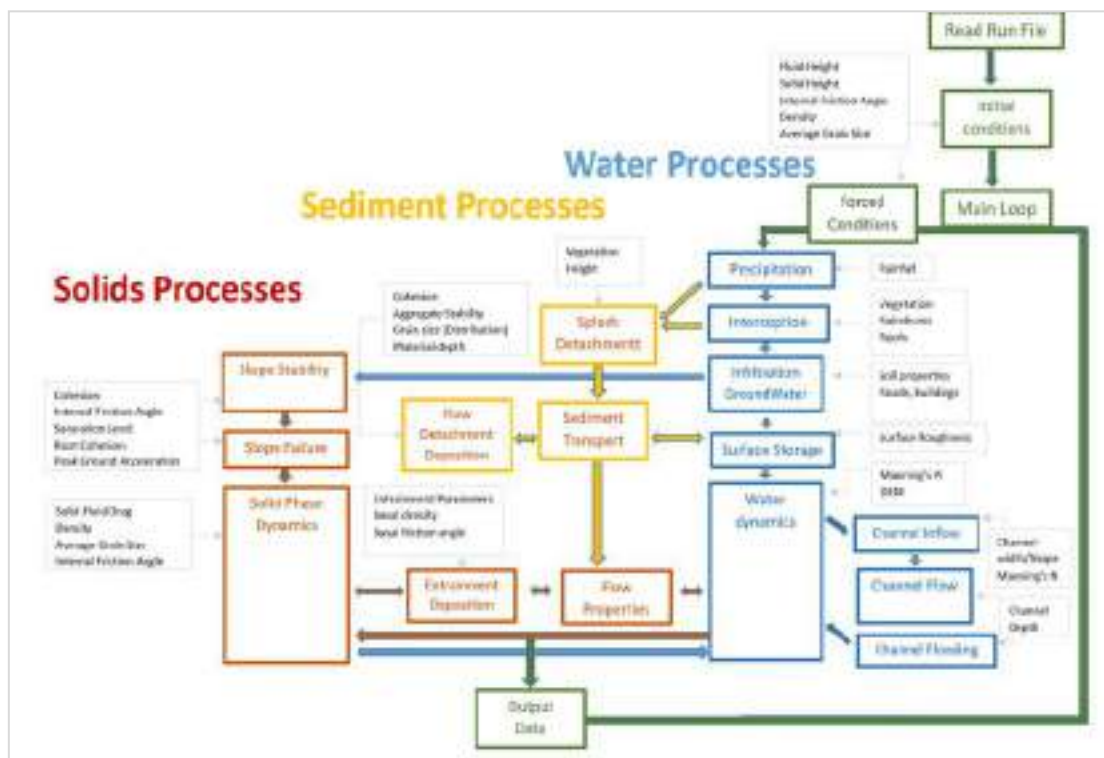 Read Run File
Fluid Height
Solid Height
Internal Friction Angle
Density
Average Grain Size
Initial
conditions
Water Processes
Sediment Processes
Forced
Conditions
Main Loop
Vegetation
Height
Precipitation
Rainfall
Solids Processes
Cohesion
Aggregate Stability
Grain size (Distribution)
Material depth
Splash
Detachment
Interception
Vegetation
Roads
Slope Stability
Infiltration
GroundWater
Soil properties
Roads, Buildings
Cohesion
Internal Friction Angle
Saturation Level
Root Cohesion
Peak Ground Acceleration
Slope Failure
Flow
Detachment
Deposition
Sediment
Transport
Surface Storage
Surface Roughness
Manning's N
DEM
Solid Fluid Drag
Density
Average Grain Size
Internal Friction Angle
Solid Phase
Dynamics
Entrainment Parameters
Basal density
Basal friction angle
Water
dynamics
Channel Inflow
Channel
width/Shape
Manning's N
Entrainment
Deposition
Flow
Properties
Channel Flow
Channel
Depth
Channel Flooding
Output
Data